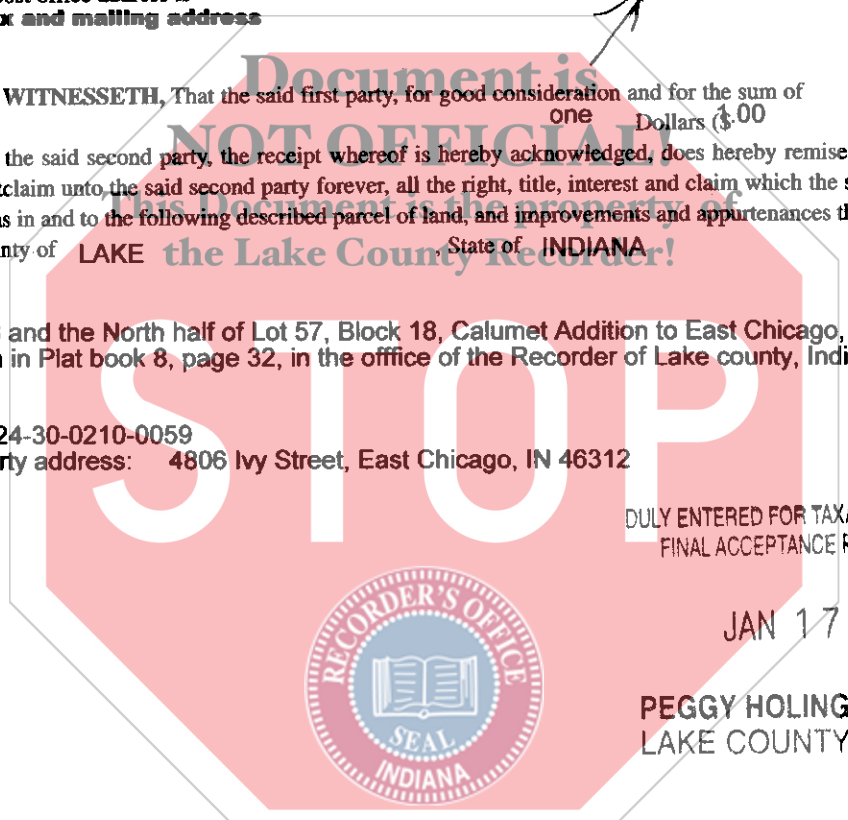 x and mailing address
WITNESSETH, That the said first party, for good consideration and for the sum of
one Dollars ($1.00
the said second party, the receipt whereof is hereby acknowledged, does hereby remise
claim unto the said second party forever, all the right, title, interest and claim which the s
as in and to the following described parcel of land, and improvements and appurtenances th
nty of LAKE , State of INDIANA
and the North half of Lot 57, Block 18, Calumet Addition to East Chicago,
in Plat book 8, page 32, in the offfice of the Recorder of Lake county, Indi
24-30-0210-0059
rty address: 4806 Ivy Street, East Chicago, IN 46312
DULY ENTERED FOR TAXA
FINAL ACCEPTANCE R
JAN 17
PEGGY HOLING
LAKE COUNTY
Document is
NOT OFFICIAL!
This Document is the property of
the Lake County Recorder!
STOP
RECORDER'S OFFICE
SEAL
INDIANA